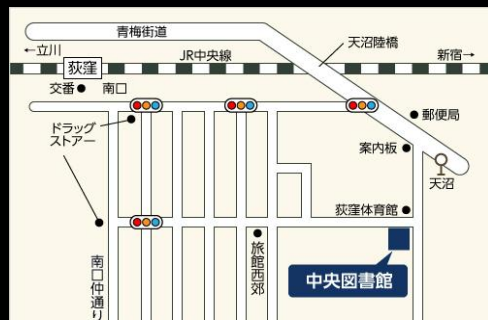 青梅街道
←立川
天沼陸橋
荻窪
JR中央線
新宿→
交番
南口
郵便局
ドラッグ
ストアー
案内板
天沼
荻窪体育館
旅館西郊
南口仲通り
中央図書館